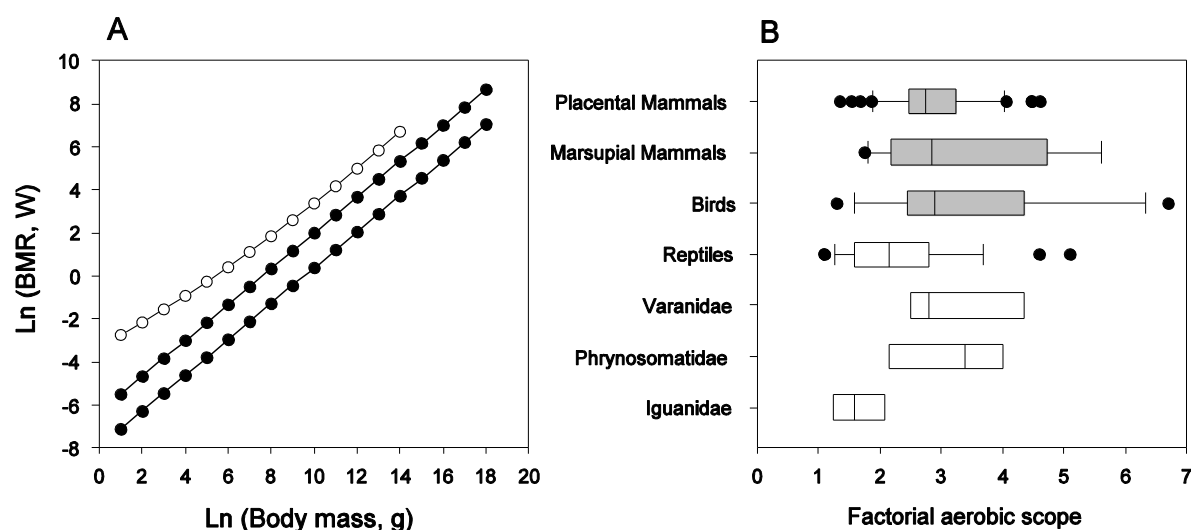 A
Ln (BMR, W)
10
8
6
4
2
0
-2
-4
-6
-8
0 2 4 6 8 10 12 14 16 18 20
Ln (Body mass, g)
B
Placental Mammals
Marsupial Mammals
Birds
Reptiles
Varanidae
Phrynosomatidae
Iguanidae
0 1 2 3 4 5 6 7
Factorial aerobic scope